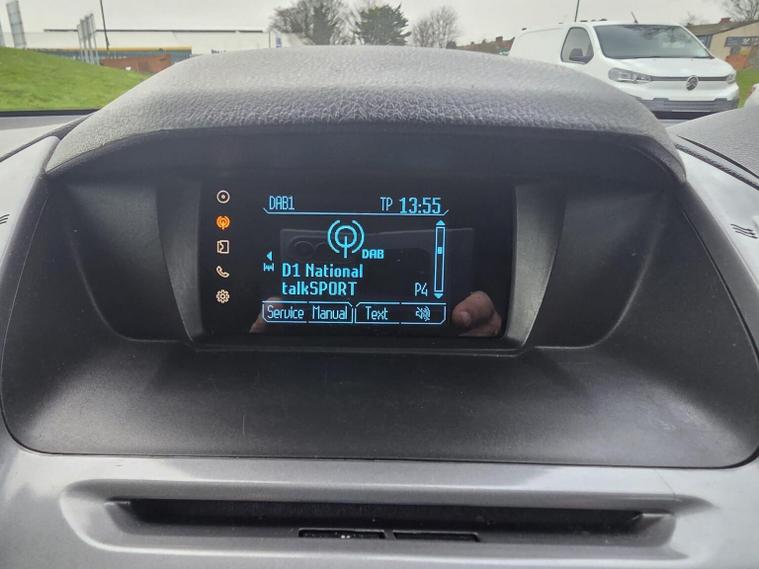 DAB1 TP 13:55
DAB
D1 National
talkSPORT P4
Service Manual Text